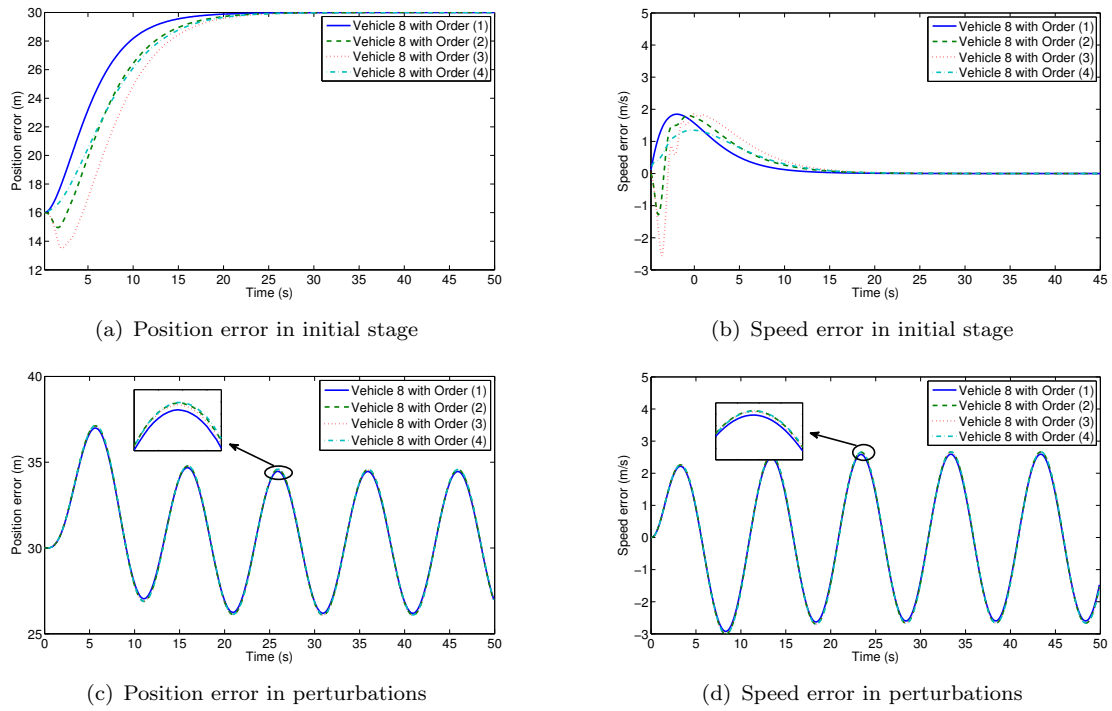 30
28
26
24
22
20
18
16
14
12
Position error (m)
0 5 10 15 20 25 30 35 40 45 50
Time (s)
Vehicle 8 with Order (1)
Vehicle 8 with Order (2)
Vehicle 8 with Order (3)
Vehicle 8 with Order (4)
(a) Position error in initial stage
5
4
3
2
1
0
−1
−2
−3
Speed error (m/s)
0 5 10 15 20 25 30 35 40 45
Time (s)
Vehicle 8 with Order (1)
Vehicle 8 with Order (2)
Vehicle 8 with Order (3)
Vehicle 8 with Order (4)
(b) Speed error in initial stage
40
35
30
25
Position error (m)
0 5 10 15 20 25 30 35 40 45 50
Time (s)
Vehicle 8 with Order (1)
Vehicle 8 with Order (2)
Vehicle 8 with Order (3)
Vehicle 8 with Order (4)
(c) Position error in perturbations
5
4
3
2
1
0
−1
−2
−3
Speed error (m/s)
0 5 10 15 20 25 30 35 40 45 50
Time (s)
Vehicle 8 with Order (1)
Vehicle 8 with Order (2)
Vehicle 8 with Order (3)
Vehicle 8 with Order (4)
(d) Speed error in perturbations